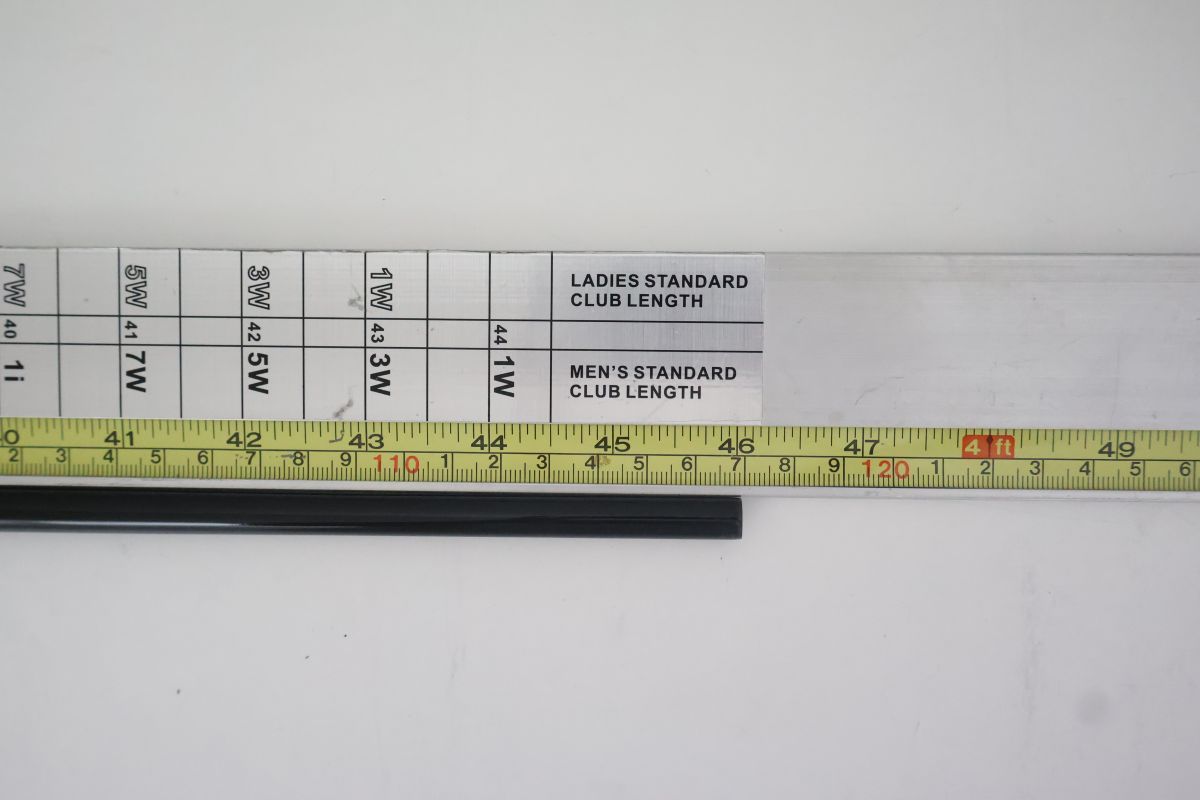 7W 5W 3W 1W LADIES STANDARD
CLUB LENGTH
40 41 42 43 44
1i 7W 5W 3W 1W MEN'S STANDARD
CLUB LENGTH
0 41 42 43 44 45 46 47 4 ft 49
2 3 4 5 6 7 8 9 110 1 2 3 4 5 6 7 8 9 120 1 2 3 4 5 6